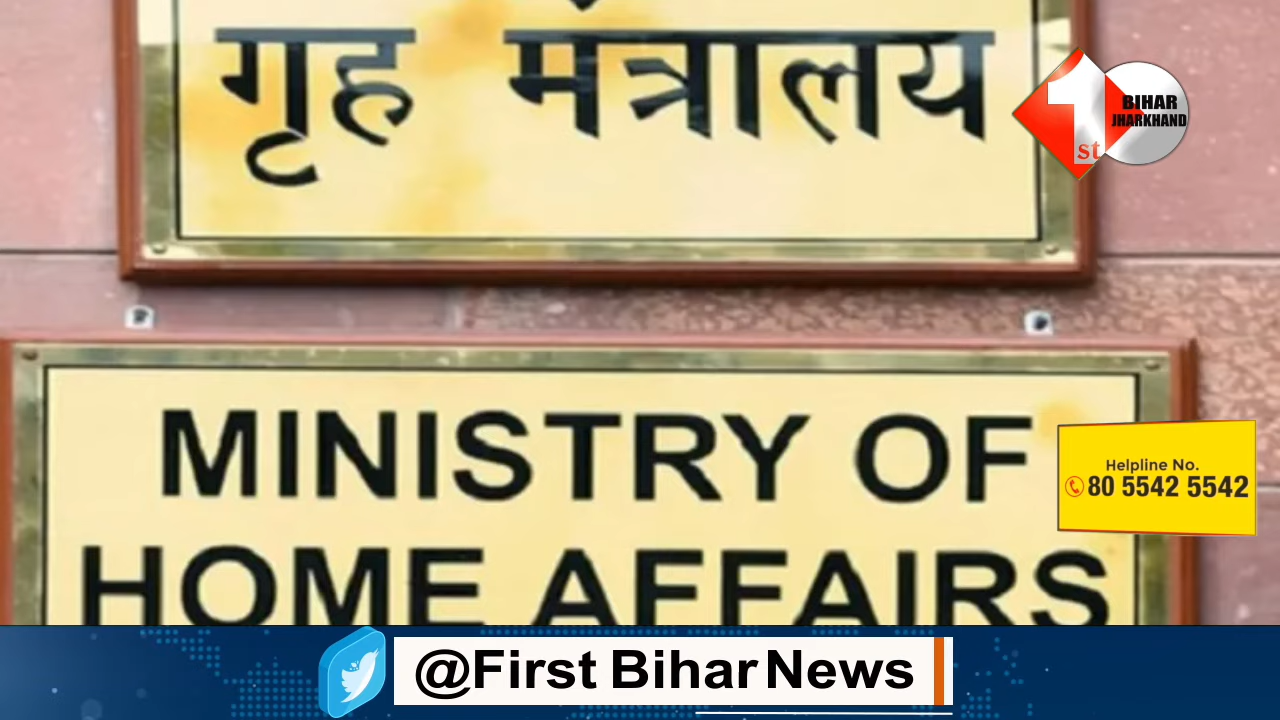 गृह मंत्रालय
1st
BIHAR
JHARKHAND
MINISTRY OF
HOME AFFAIRS
Helpline No.
80 5542 5542
@First Bihar News